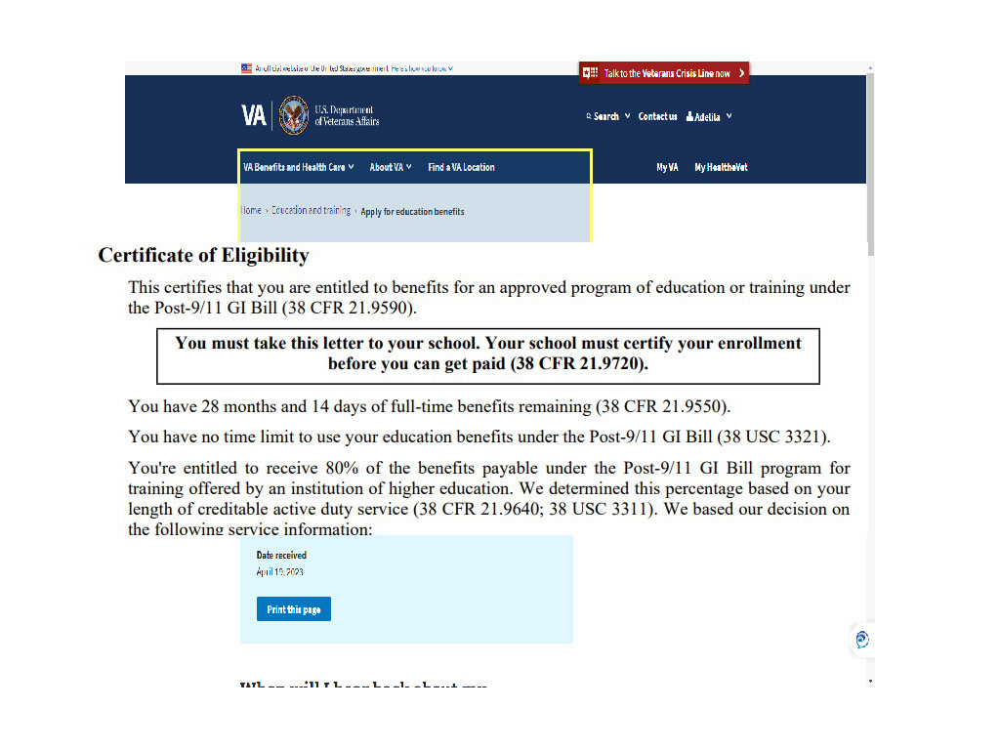 An official website of the United States government Here's how you know
Talk to the Veterans Crisis Line now
VA
U.S. Department
of Veterans Affairs
Search Contact us Adelila
VA Benefits and Health Care About VA Find a VA Location My VA My HealtheVet
Home › Education and training › Apply for education benefits
Certificate of Eligibility
This certifies that you are entitled to benefits for an approved program of education or training under
the Post-9/11 GI Bill (38 CFR 21.9590).
You must take this letter to your school. Your school must certify your enrollment
before you can get paid (38 CFR 21.9720).
You have 28 months and 14 days of full-time benefits remaining (38 CFR 21.9550).
You have no time limit to use your education benefits under the Post-9/11 GI Bill (38 USC 3321).
You're entitled to receive 80% of the benefits payable under the Post-9/11 GI Bill program for
training offered by an institution of higher education. We determined this percentage based on your
length of creditable active duty service (38 CFR 21.9640; 38 USC 3311). We based our decision on
the following service information:
Date received
April 19, 2023
Print this page
When will I hear back about my